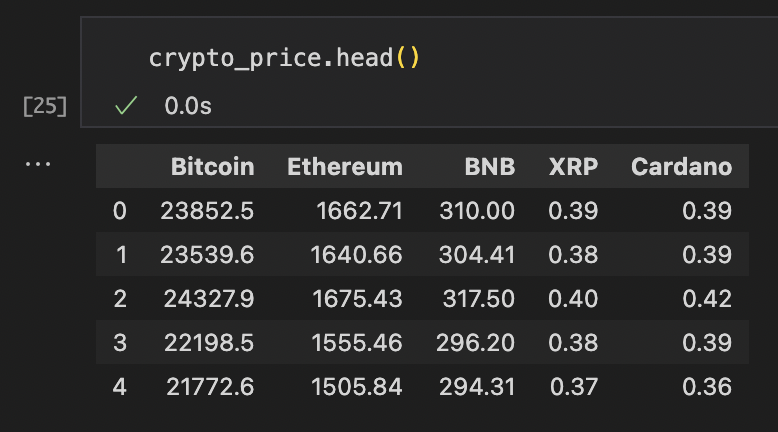 crypto_price.head()
[25] ✓ 0.0s
...
Bitcoin Ethereum BNB XRP Cardano
0 23852.5 1662.71 310.00 0.39 0.39
1 23539.6 1640.66 304.41 0.38 0.39
2 24327.9 1675.43 317.50 0.40 0.42
3 22198.5 1555.46 296.20 0.38 0.39
4 21772.6 1505.84 294.31 0.37 0.36